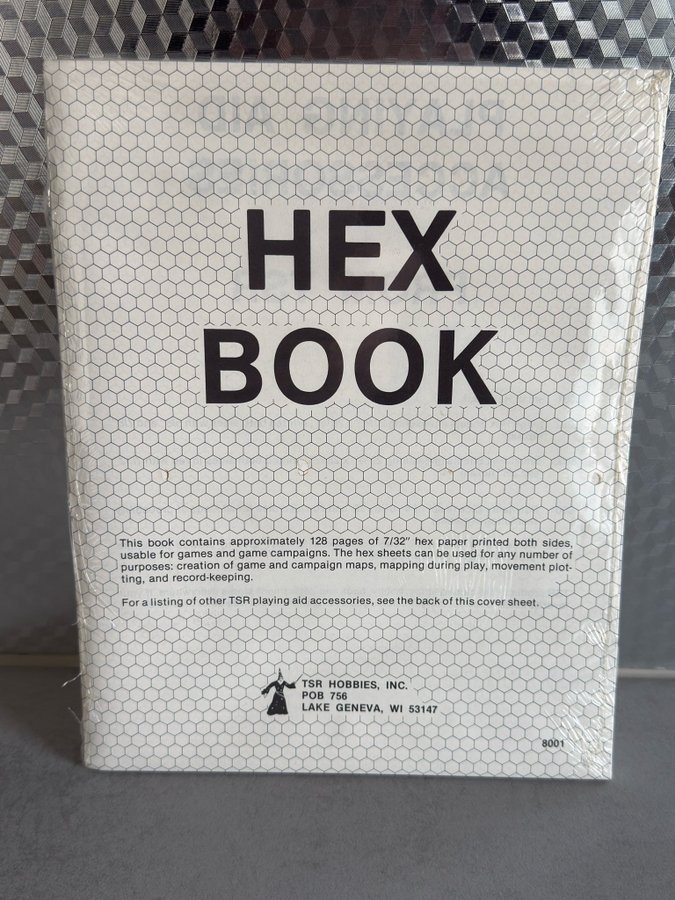 HEX
BOOK
This book contains approximately 128 pages of 7/32" hex paper printed both sides,
usable for games and game campaigns. The hex sheets can be used for any number of
purposes: creation of game and campaign maps, mapping during play, movement plot-
ting, and record-keeping.
For a listing of other TSR playing aid accessories, see the back of this cover sheet.
TSR HOBBIES, INC.
POB 756
LAKE GENEVA, WI 53147
8001